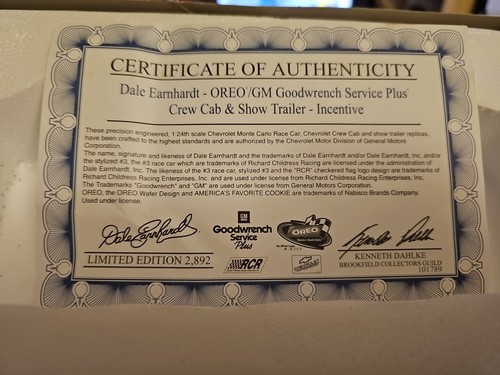 CERTIFICATE OF AUTHENTICITY
Dale Earnhardt - OREO/GM Goodwrench Service Plus
Crew Cab & Show Trailer - Incentive
These precision engineered, 1:24th scale Chevrolet Monte Carlo Race Car, Chevrolet Crew Cab and show trailer replicas,
have been crafted to the highest standards and are authorized by the Chevrolet Motor Division of General Motors
Corporation.
The name, signature and likeness of Dale Earnhardt and the trademarks of Dale Earnhardt and/or Dale Earnhardt, Inc. and/or
the stylized #3, the #3 race car which are trademarks of Richard Childress Racing are licensed under the administration of
Dale Earnhardt, Inc. The likeness of the #3 race car, stylized #3 and the "RCR" checkered flag logo design are trademarks of
Richard Childress Racing Enterprises, Inc. and are used under license from Richard Childress Racing Enterprises, Inc.
The Trademarks "Goodwrench" and "GM" are used under license from General Motors Corporation.
OREO, the OREO Wafer Design and AMERICA'S FAVORITE COOKIE are trademarks of Nabisco Brands Company.
Used under license.
Dale Earnhardt
GM
Goodwrench
Service
Plus
OREO
RCR
LIMITED EDITION 2,892
KENNETH DAHLKE
BROOKFIELD COLLECTORS GUILD
101789